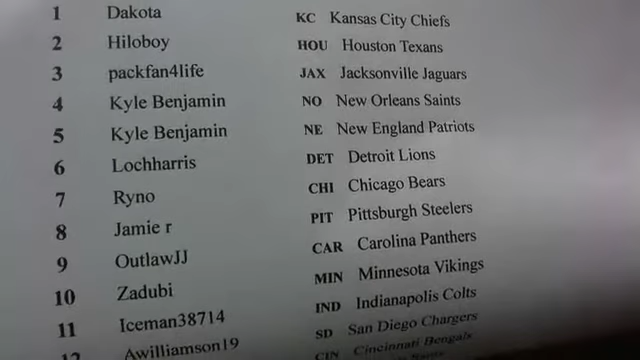 1 Dakota KC Kansas City Chiefs
2 Hiloboy HOU Houston Texans
3 packfan4life JAX Jacksonville Jaguars
4 Kyle Benjamin NO New Orleans Saints
5 Kyle Benjamin NE New England Patriots
6 Lochharris DET Detroit Lions
7 Ryno CHI Chicago Bears
8 Jamie r PIT Pittsburgh Steelers
9 OutlawJJ CAR Carolina Panthers
10 Zadubi MIN Minnesota Vikings
11 Iceman38714 IND Indianapolis Colts
12 Awilliamson19 SD San Diego Chargers
CIN Cincinnati Bengals